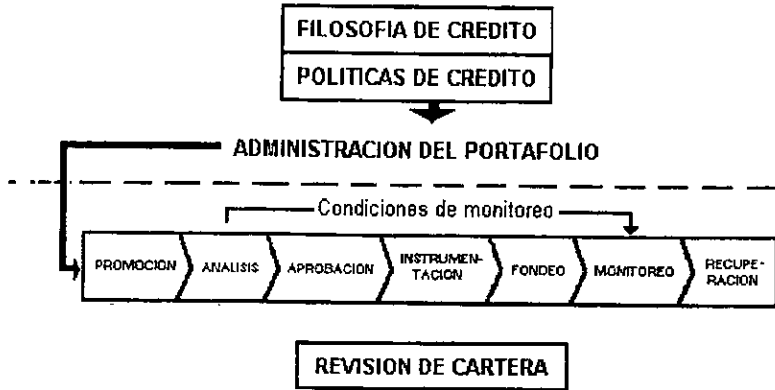 FILOSOFIA DE CREDITO
POLITICAS DE CREDITO
ADMINISTRACION DEL PORTAFOLIO
Condiciones de monitoreo
PROMOCION
ANALISIS
APROBACION
INSTRUMEN-
TACION
FONDEO
MONITOREO
RECUPE-
RACION
REVISION DE CARTERA